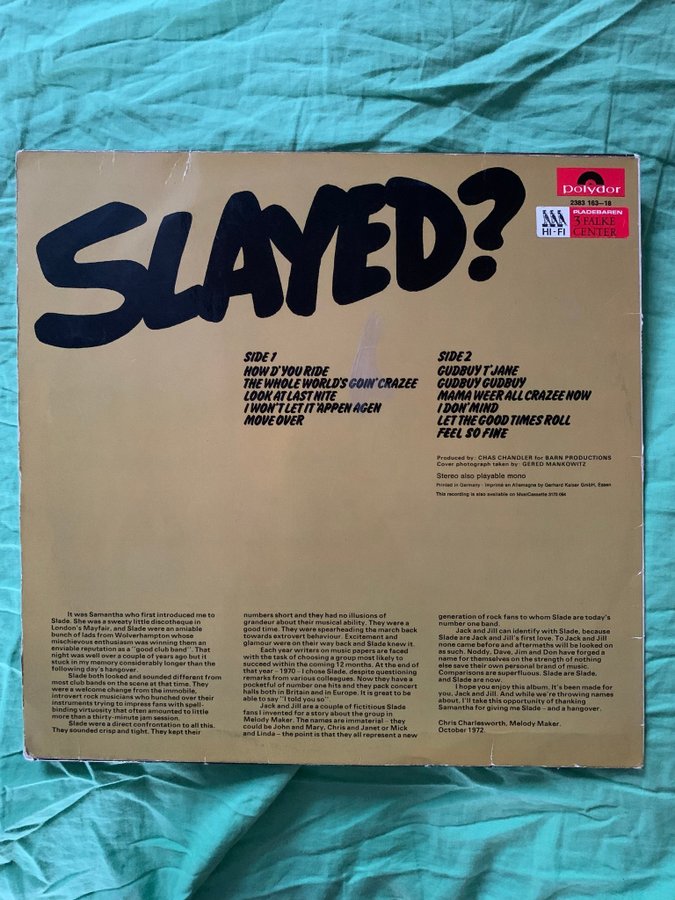 SLAYED?
polydor
2383 163—18
HI-FI
PLADEBAREN
3 FALKE
CENTER
SIDE 1
HOW D'YOU RIDE
THE WHOLE WORLD'S GOIN' CRAZEE
LOOK AT LAST NITE
I WON'T LET IT 'APPEN AGEN
MOVE OVER
SIDE 2
GUDBUY T'JANE
GUDBUY GUDBUY
MAMA WEER ALL CRAZEE NOW
I DON' MIND
LET THE GOOD TIMES ROLL
FEEL SO FINE
Produced by: CHAS CHANDLER for BARN PRODUCTIONS
Cover photograph taken by: GERED MANKOWITZ
Stereo also playable mono
Printed in Germany · Imprimé en Allemagne by Gerhard Kaiser GmbH, Essen
This recording is also available on MusiCassette 3170 064
It was Samantha who first introduced me to
Slade. She was a sweaty little discotheque in
London's Mayfair, and Slade were an amiable
bunch of lads from Wolverhampton whose
mischievous enthusiasm was winning them an
enviable reputation as a "good club band". That
night was well over a couple of years ago but it
stuck in my memory considerably longer than the
following day's hangover.
Slade both looked and sounded different from
most club bands on the scene at that time. They
were a welcome change from the immobile,
introvert rock musicians who hunched over their
instruments trying to impress fans with spell-
binding virtuosity that often amounted to little
more than a thirty-minute jam session.
Slade were a direct confrontation to all this.
They sounded crisp and tight. They kept their
numbers short and they had no illusions of
grandeur about their musical ability. They were a
good time. They were spearheading the march back
towards extrovert behaviour. Excitement and
glamour were on their way back and Slade knew it.
Each year writers on music papers are faced
with the task of choosing a group most likely to
succeed within the coming 12 months. At the end of
that year – 1970 – I chose Slade, despite questioning
remarks from various colleagues. Now they have a
pocketful of number one hits and they pack concert
halls both in Britain and in Europe. It is great to be
able to say "I told you so".
Jack and Jill are a couple of fictitious Slade
fans I invented for a story about the group in
Melody Maker. The names are immaterial – they
could be John and Mary, Chris and Janet or Mick
and Linda – the point is that they all represent a new
generation of rock fans to whom Slade are today's
number one band.
Jack and Jill can identify with Slade, because
Slade are Jack and Jill's first love. To Jack and Jill
none came before and aftermaths will be looked on
as such. Noddy, Dave, Jim and Don have forged a
name for themselves on the strength of nothing
else save their own personal brand of music.
Comparisons are superfluous. Slade are Slade,
and Slade are now.
I hope you enjoy this album. It's been made for
you, Jack and Jill. And while we're throwing names
about, I'll take this opportunity of thanking
Samantha for giving me Slade – and a hangover.
Chris Charlesworth, Melody Maker.
October 1972.